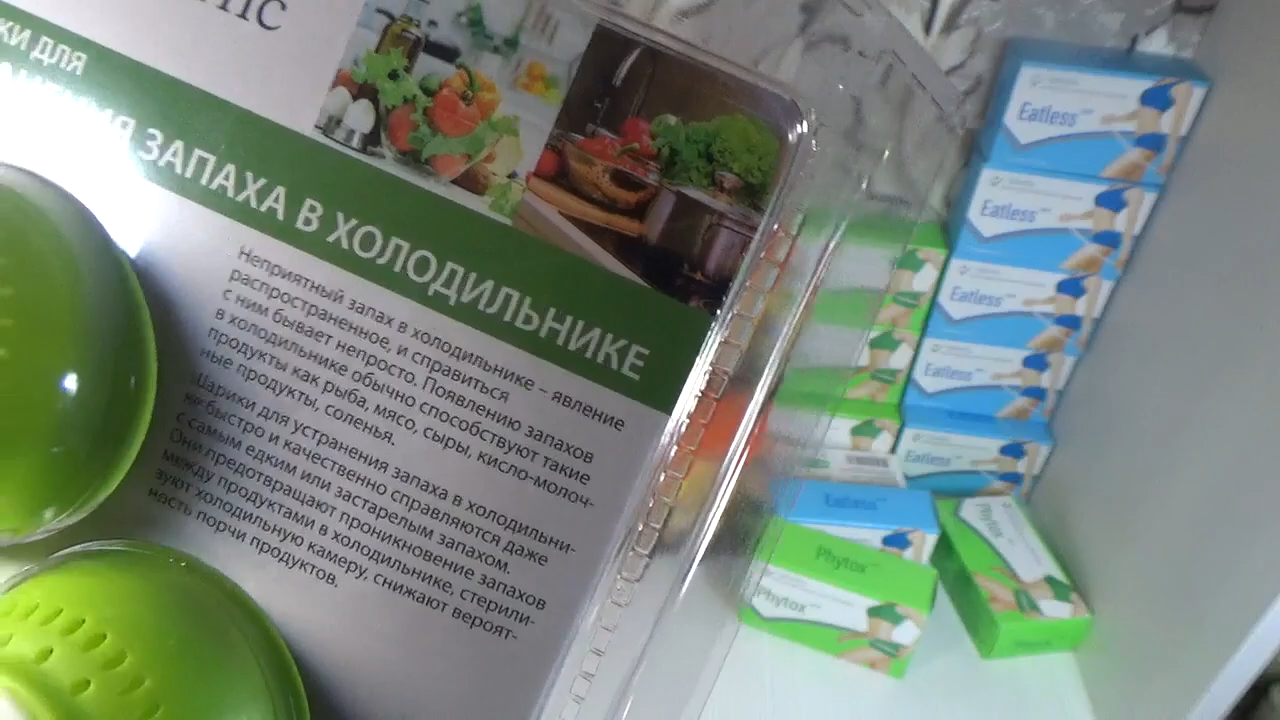 КИ ДЛЯ
ЗАПАХА В ХОЛОДИЛЬНИКЕ
Неприятный запах в холодильнике – явление
распространенное, и справиться
с ним бывает непросто. Появлению запахов
в холодильнике обычно способствуют такие
продукты как рыба, мясо, сыры, кисло-молоч-
ные продукты, соленья.
Шарики для устранения запаха в холодильни-
ке быстро и качественно справляются даже
с самым едким или застарелым запахом.
Они предотвращают проникновение запахов
между продуктами в холодильнике, стерили-
зуют холодильную камеру, снижают вероят-
ность порчи продуктов.
Eatless
Eatless
Eatless
Eatless
Eatless
Eatless
Phytox
Phytox
Phytox